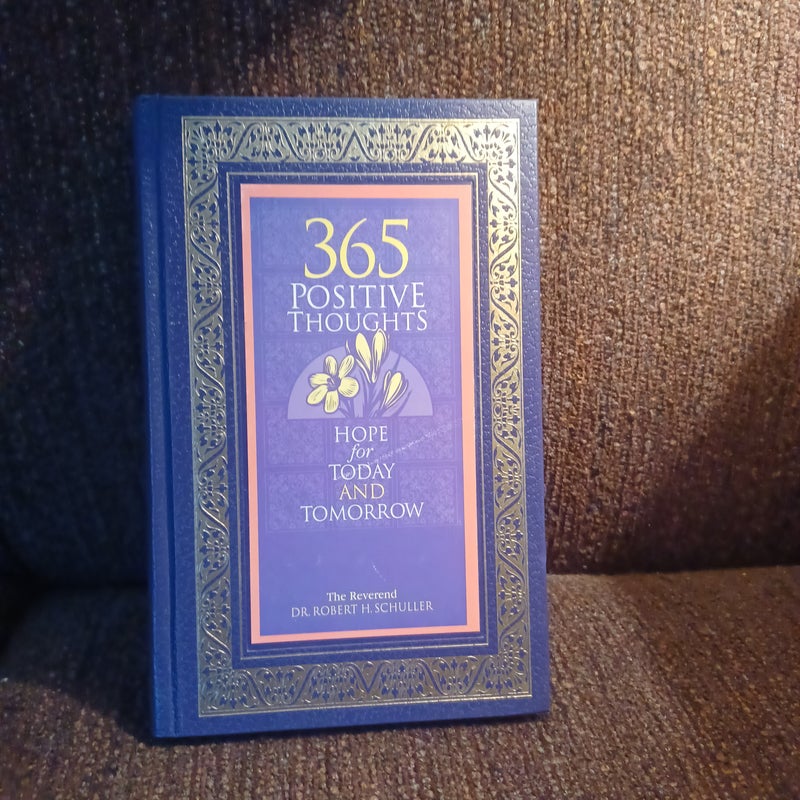 365
POSITIVE
THOUGHTS
HOPE
for
TODAY
AND
TOMORROW
The Reverend
DR. ROBERT H. SCHULLER